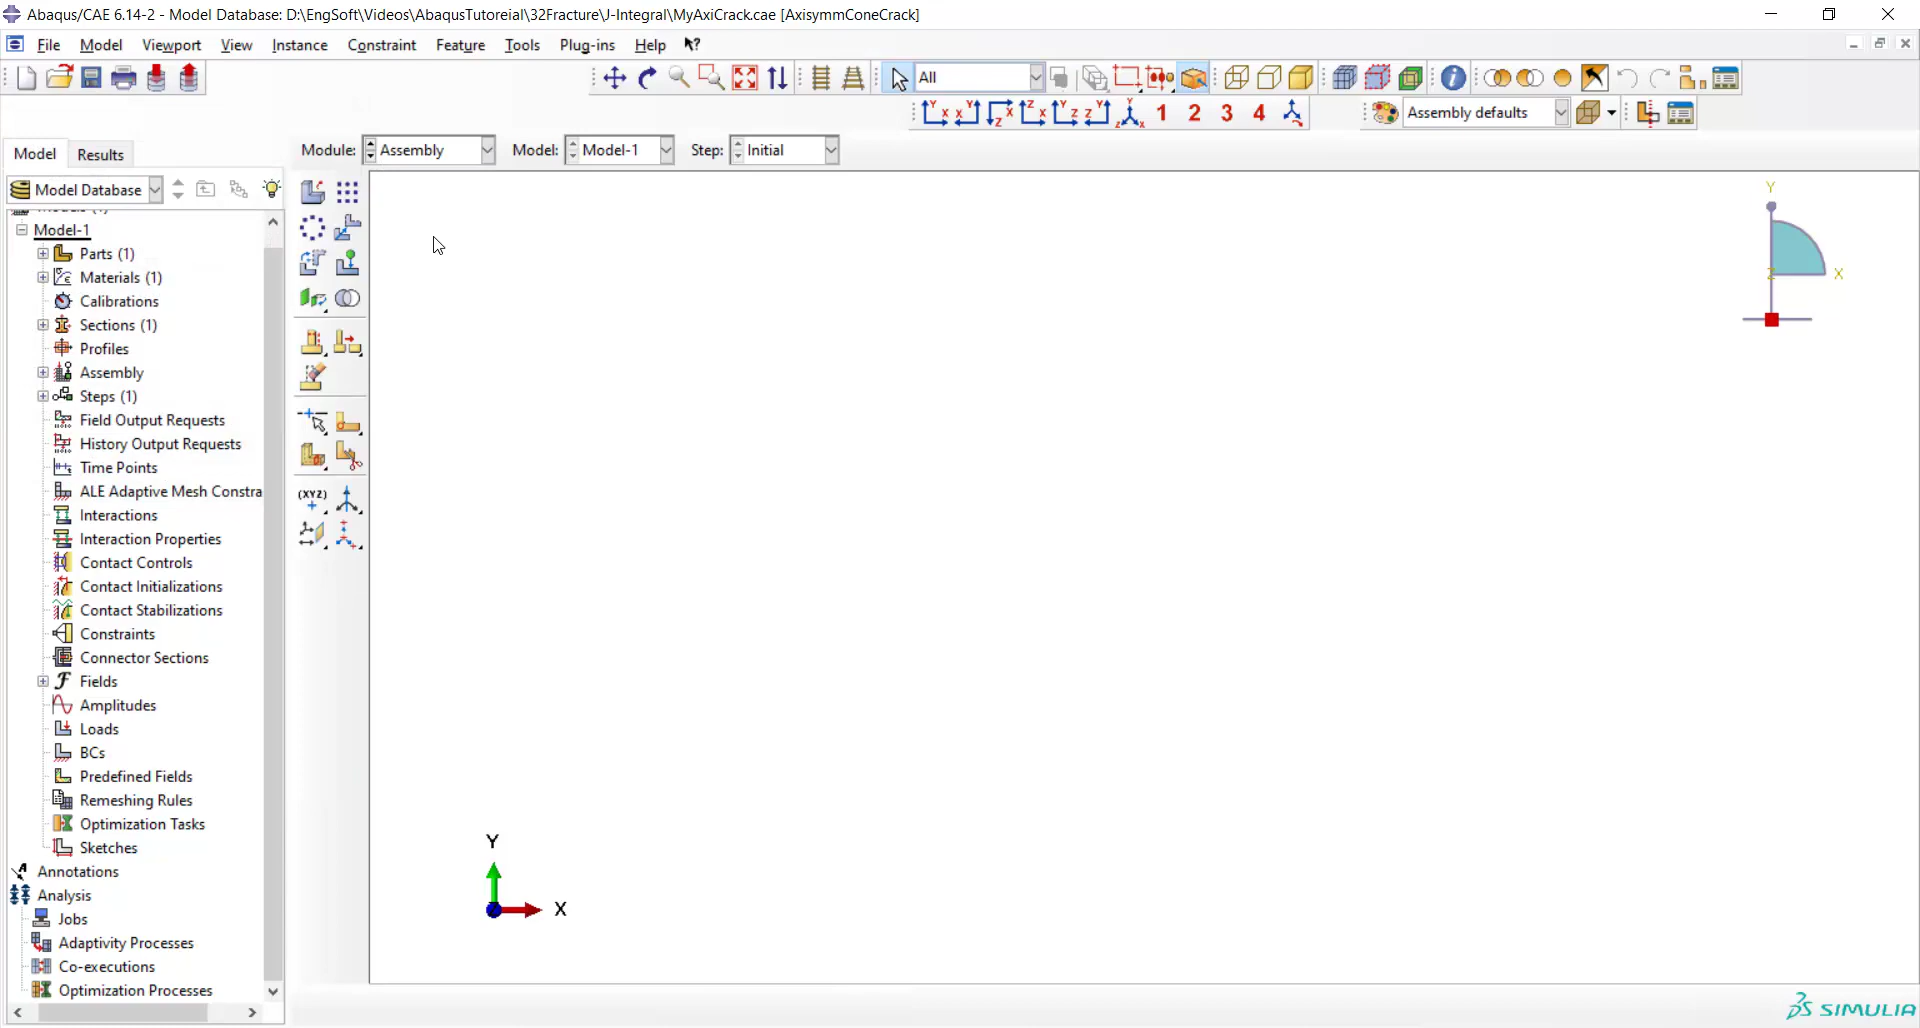 Abaqus/CAE 6.14-2 - Model Database: D:\EngSoft\Videos\AbaqusTutoreial\32Fracture\J-Integral\MyAxiCrack.cae [AxisymmConeCrack]
File Model Viewport View Instance Constraint Feature Tools Plug-ins Help
All
1 2 3 4
Assembly defaults
Model Results
Module: Assembly Model: Model-1 Step: Initial
Model Database
Model-1
Parts (1)
Materials (1)
Calibrations
Sections (1)
Profiles
Assembly
Steps (1)
Field Output Requests
History Output Requests
Time Points
ALE Adaptive Mesh Constra
Interactions
Interaction Properties
Contact Controls
Contact Initializations
Contact Stabilizations
Constraints
Connector Sections
Fields
Amplitudes
Loads
BCs
Predefined Fields
Remeshing Rules
Optimization Tasks
Sketches
Annotations
Analysis
Jobs
Adaptivity Processes
Co-executions
Optimization Processes
(XYZ)
Y
X
Z
Y
X
SIMULIA